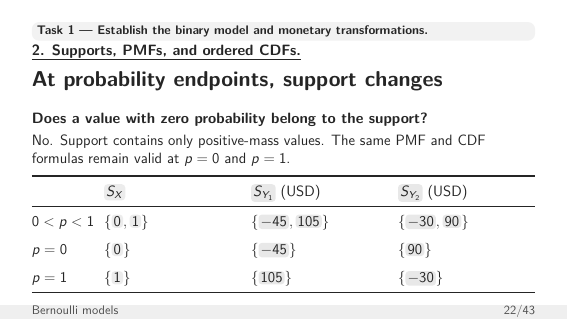 Task 1 — Establish the binary model and monetary transformations.
2. Supports, PMFs, and ordered CDFs.
At probability endpoints, support changes
Does a value with zero probability belong to the support?
No. Support contains only positive-mass values. The same PMF and CDF
formulas remain valid at p = 0 and p = 1.
S_X S_{Y_1} (USD) S_{Y_2} (USD)
0 < p < 1 {0, 1} {−45, 105} {−30, 90}
p = 0 {0} {−45} {90}
p = 1 {1} {105} {−30}
Bernoulli models 22/43